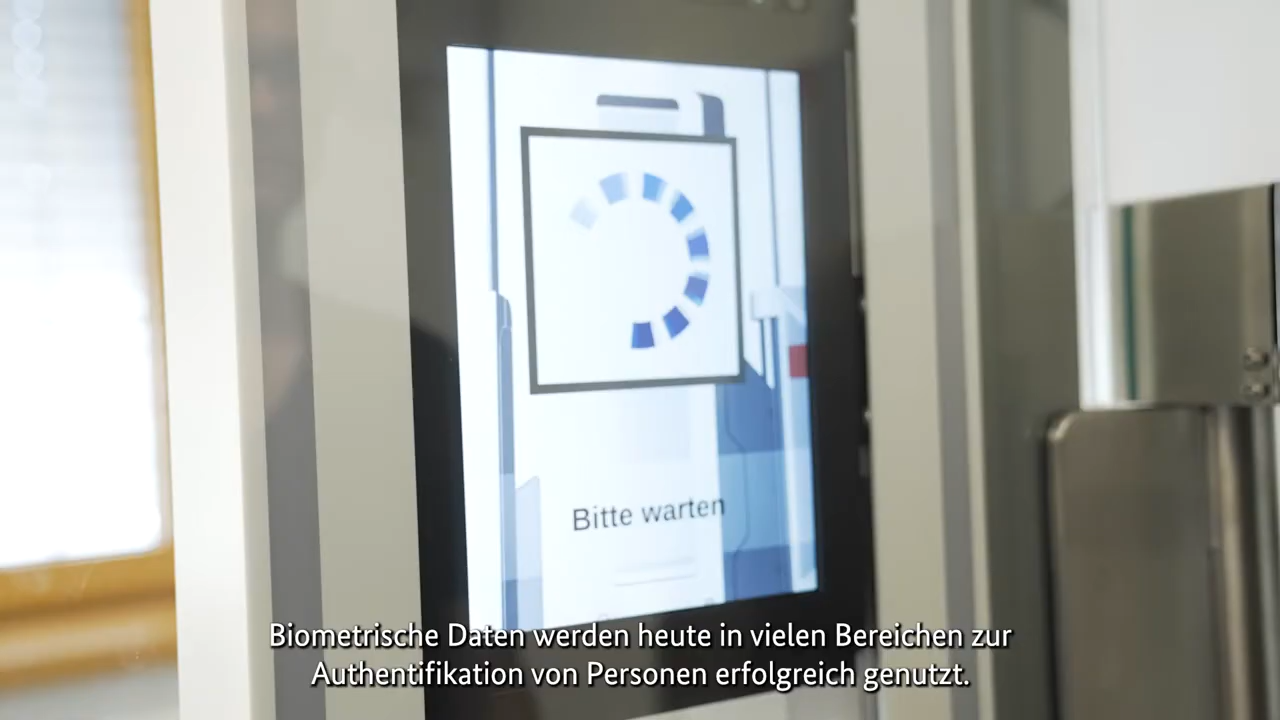 Bitte warten
Biometrische Daten werden heute in vielen Bereichen zur
Authentifikation von Personen erfolgreich genutzt.